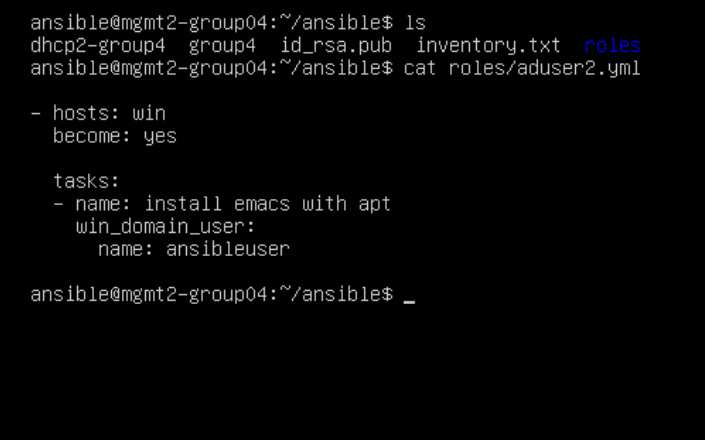 ansible@mgmt2-group04:~/ansible$ ls
dhcp2-group4  group4  id_rsa.pub  inventory.txt  roles
ansible@mgmt2-group04:~/ansible$ cat roles/aduser2.yml
- hosts: win
  become: yes
  tasks:
  - name: install emacs with apt
    win_domain_user:
      name: ansibleuser
ansible@mgmt2-group04:~/ansible$ _